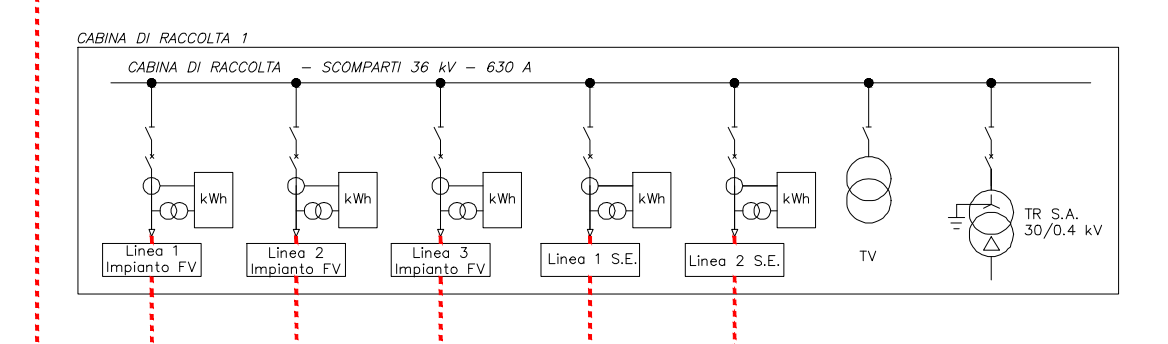 CABINA DI RACCOLTA 1
CABINA DI RACCOLTA – SCOMPARTI 36 kV – 630 A
kWh
kWh
kWh
kWh
kWh
TR S.A.
30/0.4 kV
TV
Linea 1
Impianto FV
Linea 2
Impianto FV
Linea 3
Impianto FV
Linea 1 S.E.
Linea 2 S.E.